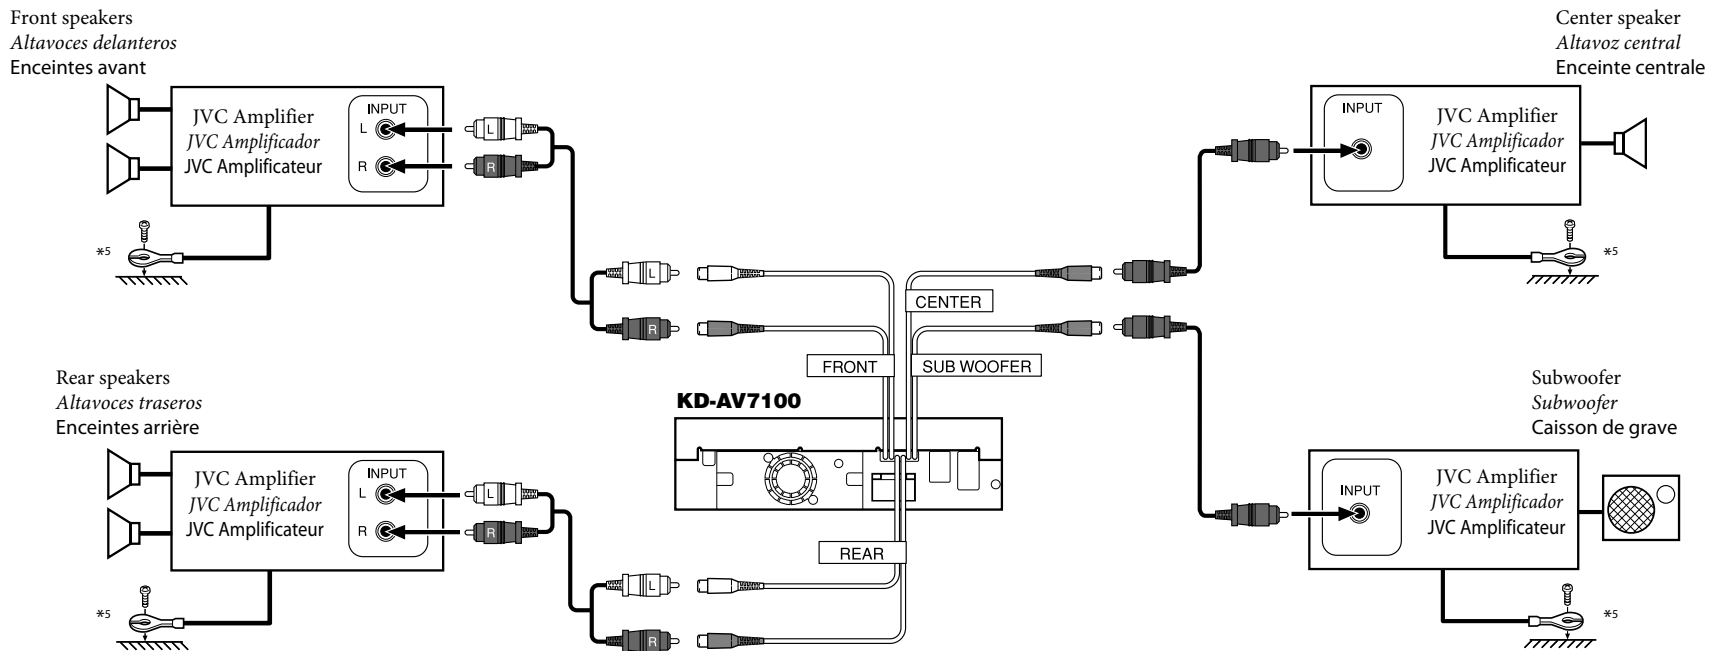 Front speakers
Altavoces delanteros
Enceintes avant
JVC Amplifier
JVC Amplificador
JVC Amplificateur
INPUT
L
R
L
R
*5
L
R
Center speaker
Altavoz central
Enceinte centrale
INPUT
JVC Amplifier
JVC Amplificador
JVC Amplificateur
*5
CENTER
FRONT
SUB WOOFER
KD-AV7100
REAR
Rear speakers
Altavoces traseros
Enceintes arrière
JVC Amplifier
JVC Amplificador
JVC Amplificateur
INPUT
L
R
L
R
*5
L
R
Subwoofer
Subwoofer
Caisson de grave
INPUT
JVC Amplifier
JVC Amplificador
JVC Amplificateur
*5